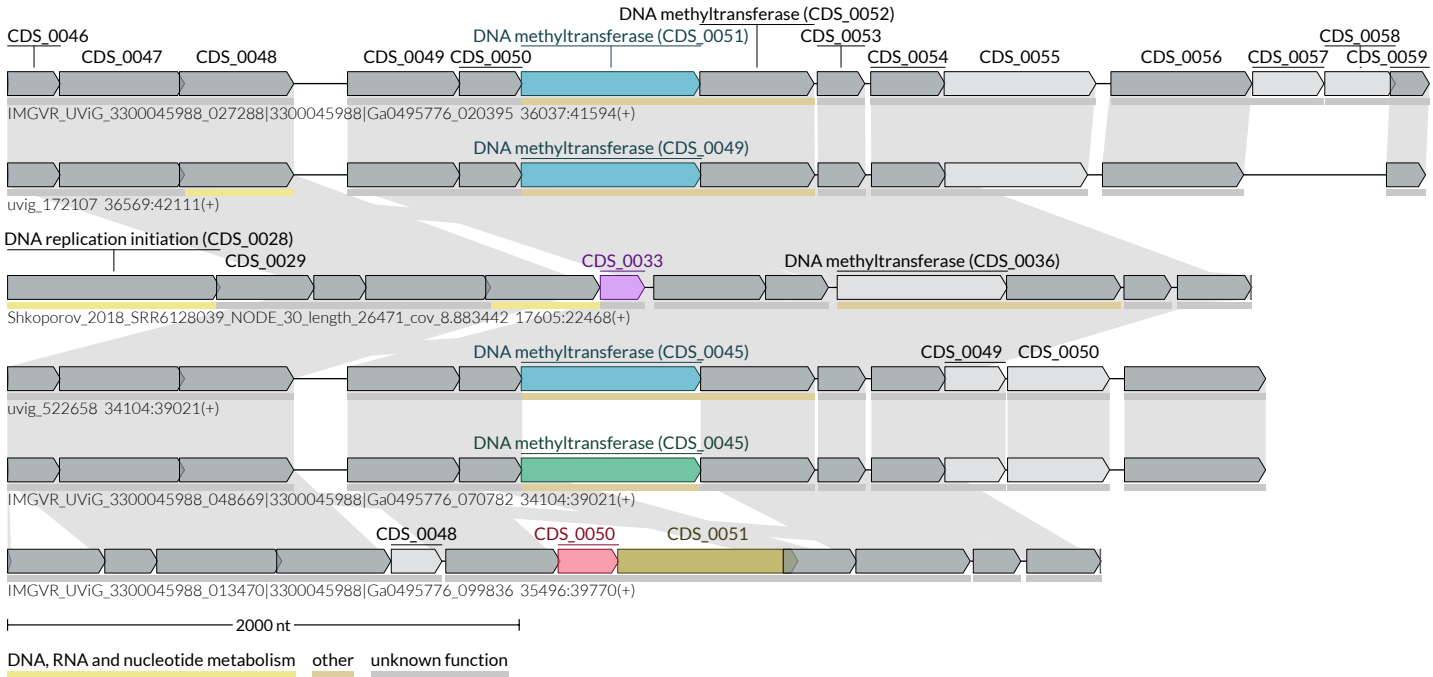 DNA methyltransferase (CDS_0052)
CDS_0046 DNA methyltransferase (CDS_0051) CDS_0053 CDS_0058
CDS_0047 CDS_0048 CDS_0049 CDS_0050 CDS_0054 CDS_0055 CDS_0056 CDS_0057 CDS_0059
IMGVR_UViG_3300045988_027288|3300045988|Ga0495776_020395 36037:41594(+)
DNA methyltransferase (CDS_0049)
uvig_172107 36569:42111(+)
DNA replication initiation (CDS_0028)
CDS_0029 CDS_0033 DNA methyltransferase (CDS_0036)
Shkoporov_2018_SRR6128039_NODE_30_length_26471_cov_8.883442 17605:22468(+)
DNA methyltransferase (CDS_0045) CDS_0049 CDS_0050
uvig_522658 34104:39021(+)
DNA methyltransferase (CDS_0045)
IMGVR_UViG_3300045988_048669|3300045988|Ga0495776_070782 34104:39021(+)
CDS_0048 CDS_0050 CDS_0051
IMGVR_UViG_3300045988_013470|3300045988|Ga0495776_099836 35496:39770(+)
2000 nt
DNA, RNA and nucleotide metabolism other unknown function